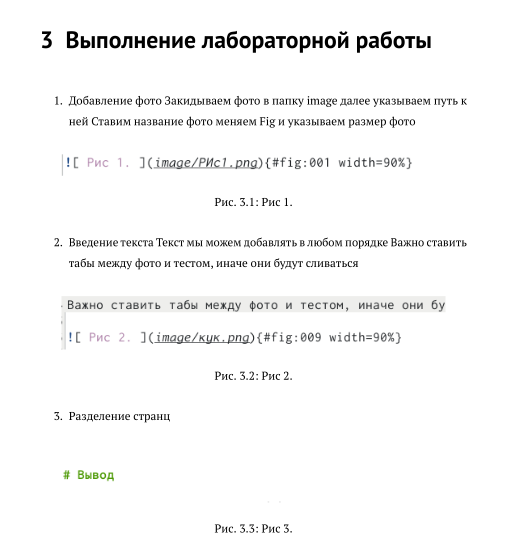 3 Выполнение лабораторной работы
1. Добавление фото Закидываем фото в папку image далее указываем путь к
ней Ставим название фото меняем Fig и указываем размер фото
![ Рис 1. ](image/РИс1.png){#fig:001 width=90%}
Рис. 3.1: Рис 1.
2. Введение текста Текст мы можем добавлять в любом порядке Важно ставить
табы между фото и тестом, иначе они будут сливаться
Важно ставить табы между фото и тестом, иначе они бу
![ Рис 2. ](image/кук.png){#fig:009 width=90%}
Рис. 3.2: Рис 2.
3. Разделение странц
# Вывод
Рис. 3.3: Рис 3.